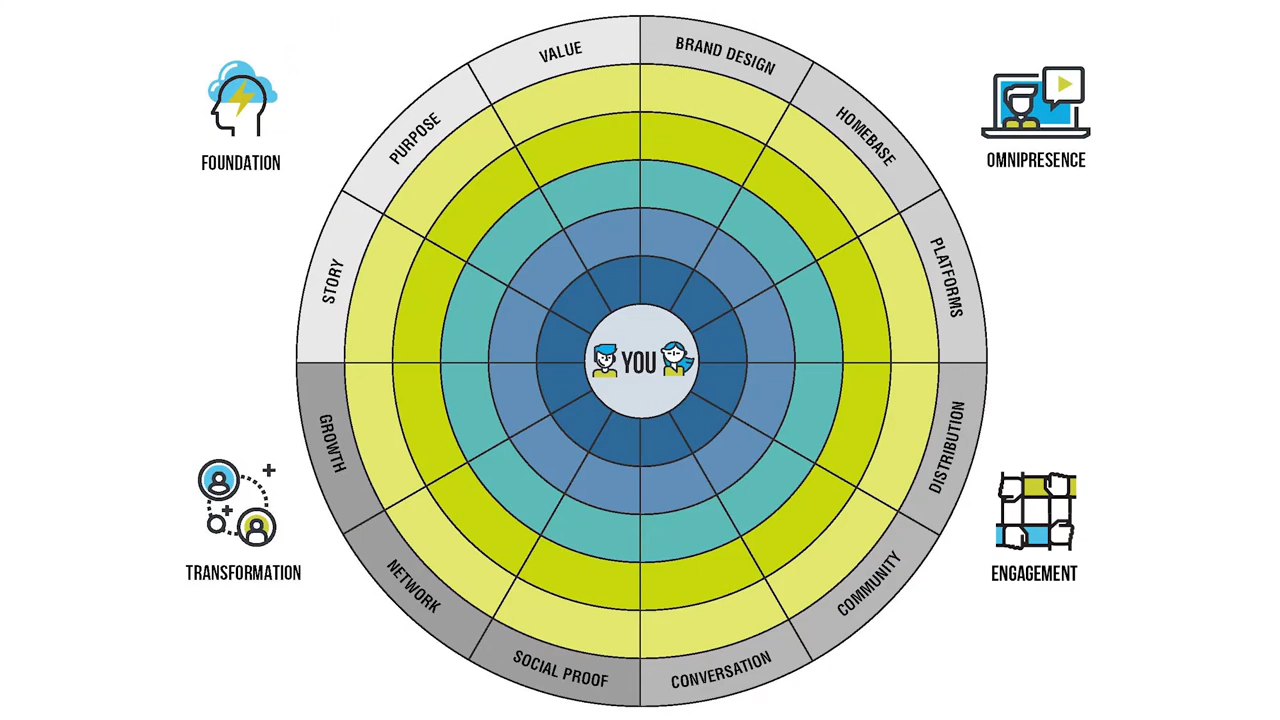 VALUE
BRAND DESIGN
PURPOSE
HOMEBASE
FOUNDATION
OMNIPRESENCE
STORY
PLATFORMS
YOU
GROWTH
DISTRIBUTION
TRANSFORMATION
ENGAGEMENT
NETWORK
COMMUNITY
SOCIAL PROOF
CONVERSATION